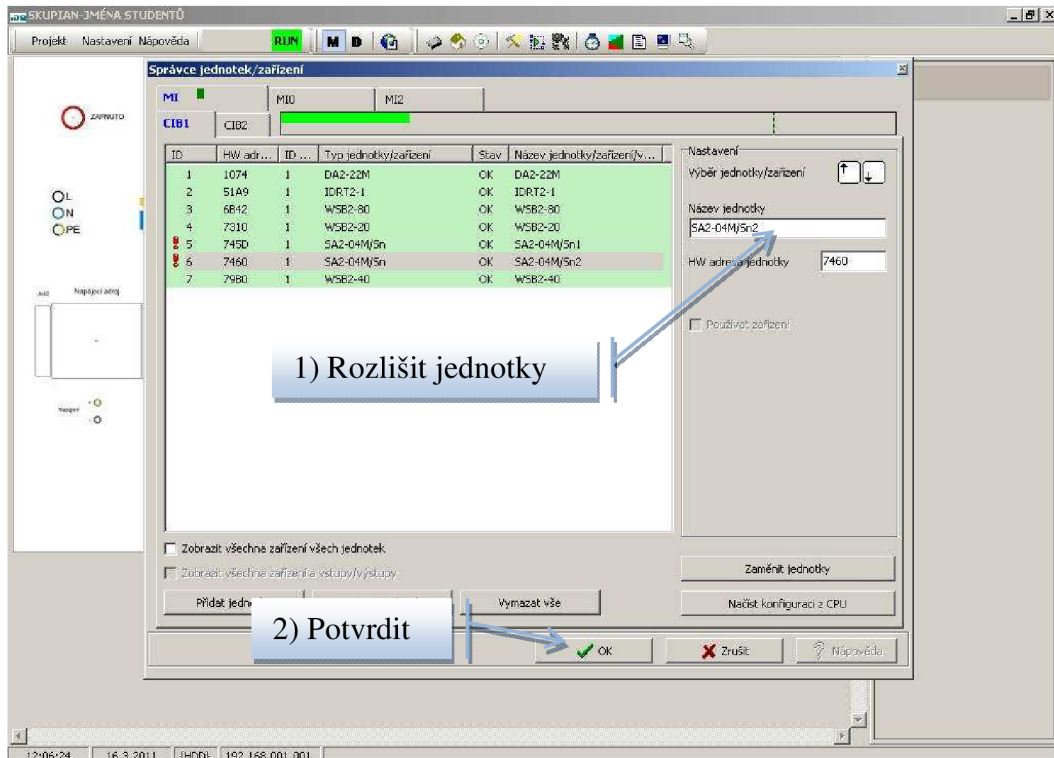 SKUPIAN-JMÉNA STUDENTŮ
Projekt Nastavení Nápověda RUN M D
Správce jednotek/zařízení
MI MI0 MI2
CIB1 CIB2
ID HW adr... ID ... Typ jednotky/zařízení Stav Název jednotky/zařízení/v...
1 1074 1 DA2-22M OK DA2-22M
2 51A9 1 IDRT2-1 OK IDRT2-1
3 6B42 1 WSB2-80 OK WSB2-80
4 7310 1 WSB2-20 OK WSB2-20
5 745D 1 SA2-04M/5n OK SA2-04M/5n1
6 7460 1 SA2-04M/5n OK SA2-04M/5n2
7 79B0 1 WSB2-40 OK WSB2-40
Nastavení
Výběr jednotky/zařízení
Název jednotky
SA2-04M/5n2
HW adresa jednotky 7460
Používat zařízení
ZAPNUTO
L
N
PE
Napájecí zdroj
1) Rozlišit jednotky
Zobrazit všechna zařízení všech jednotek
Zobrazit všechna zařízení a vstupy/výstupy
Přidat Vymazat vše
Zaměnit jednotky
Načíst konfiguraci z CPU
2) Potvrdit
OK Zrušit Nápověda
12:06:24 16.3.2011 (HDD) 192.168.001.001